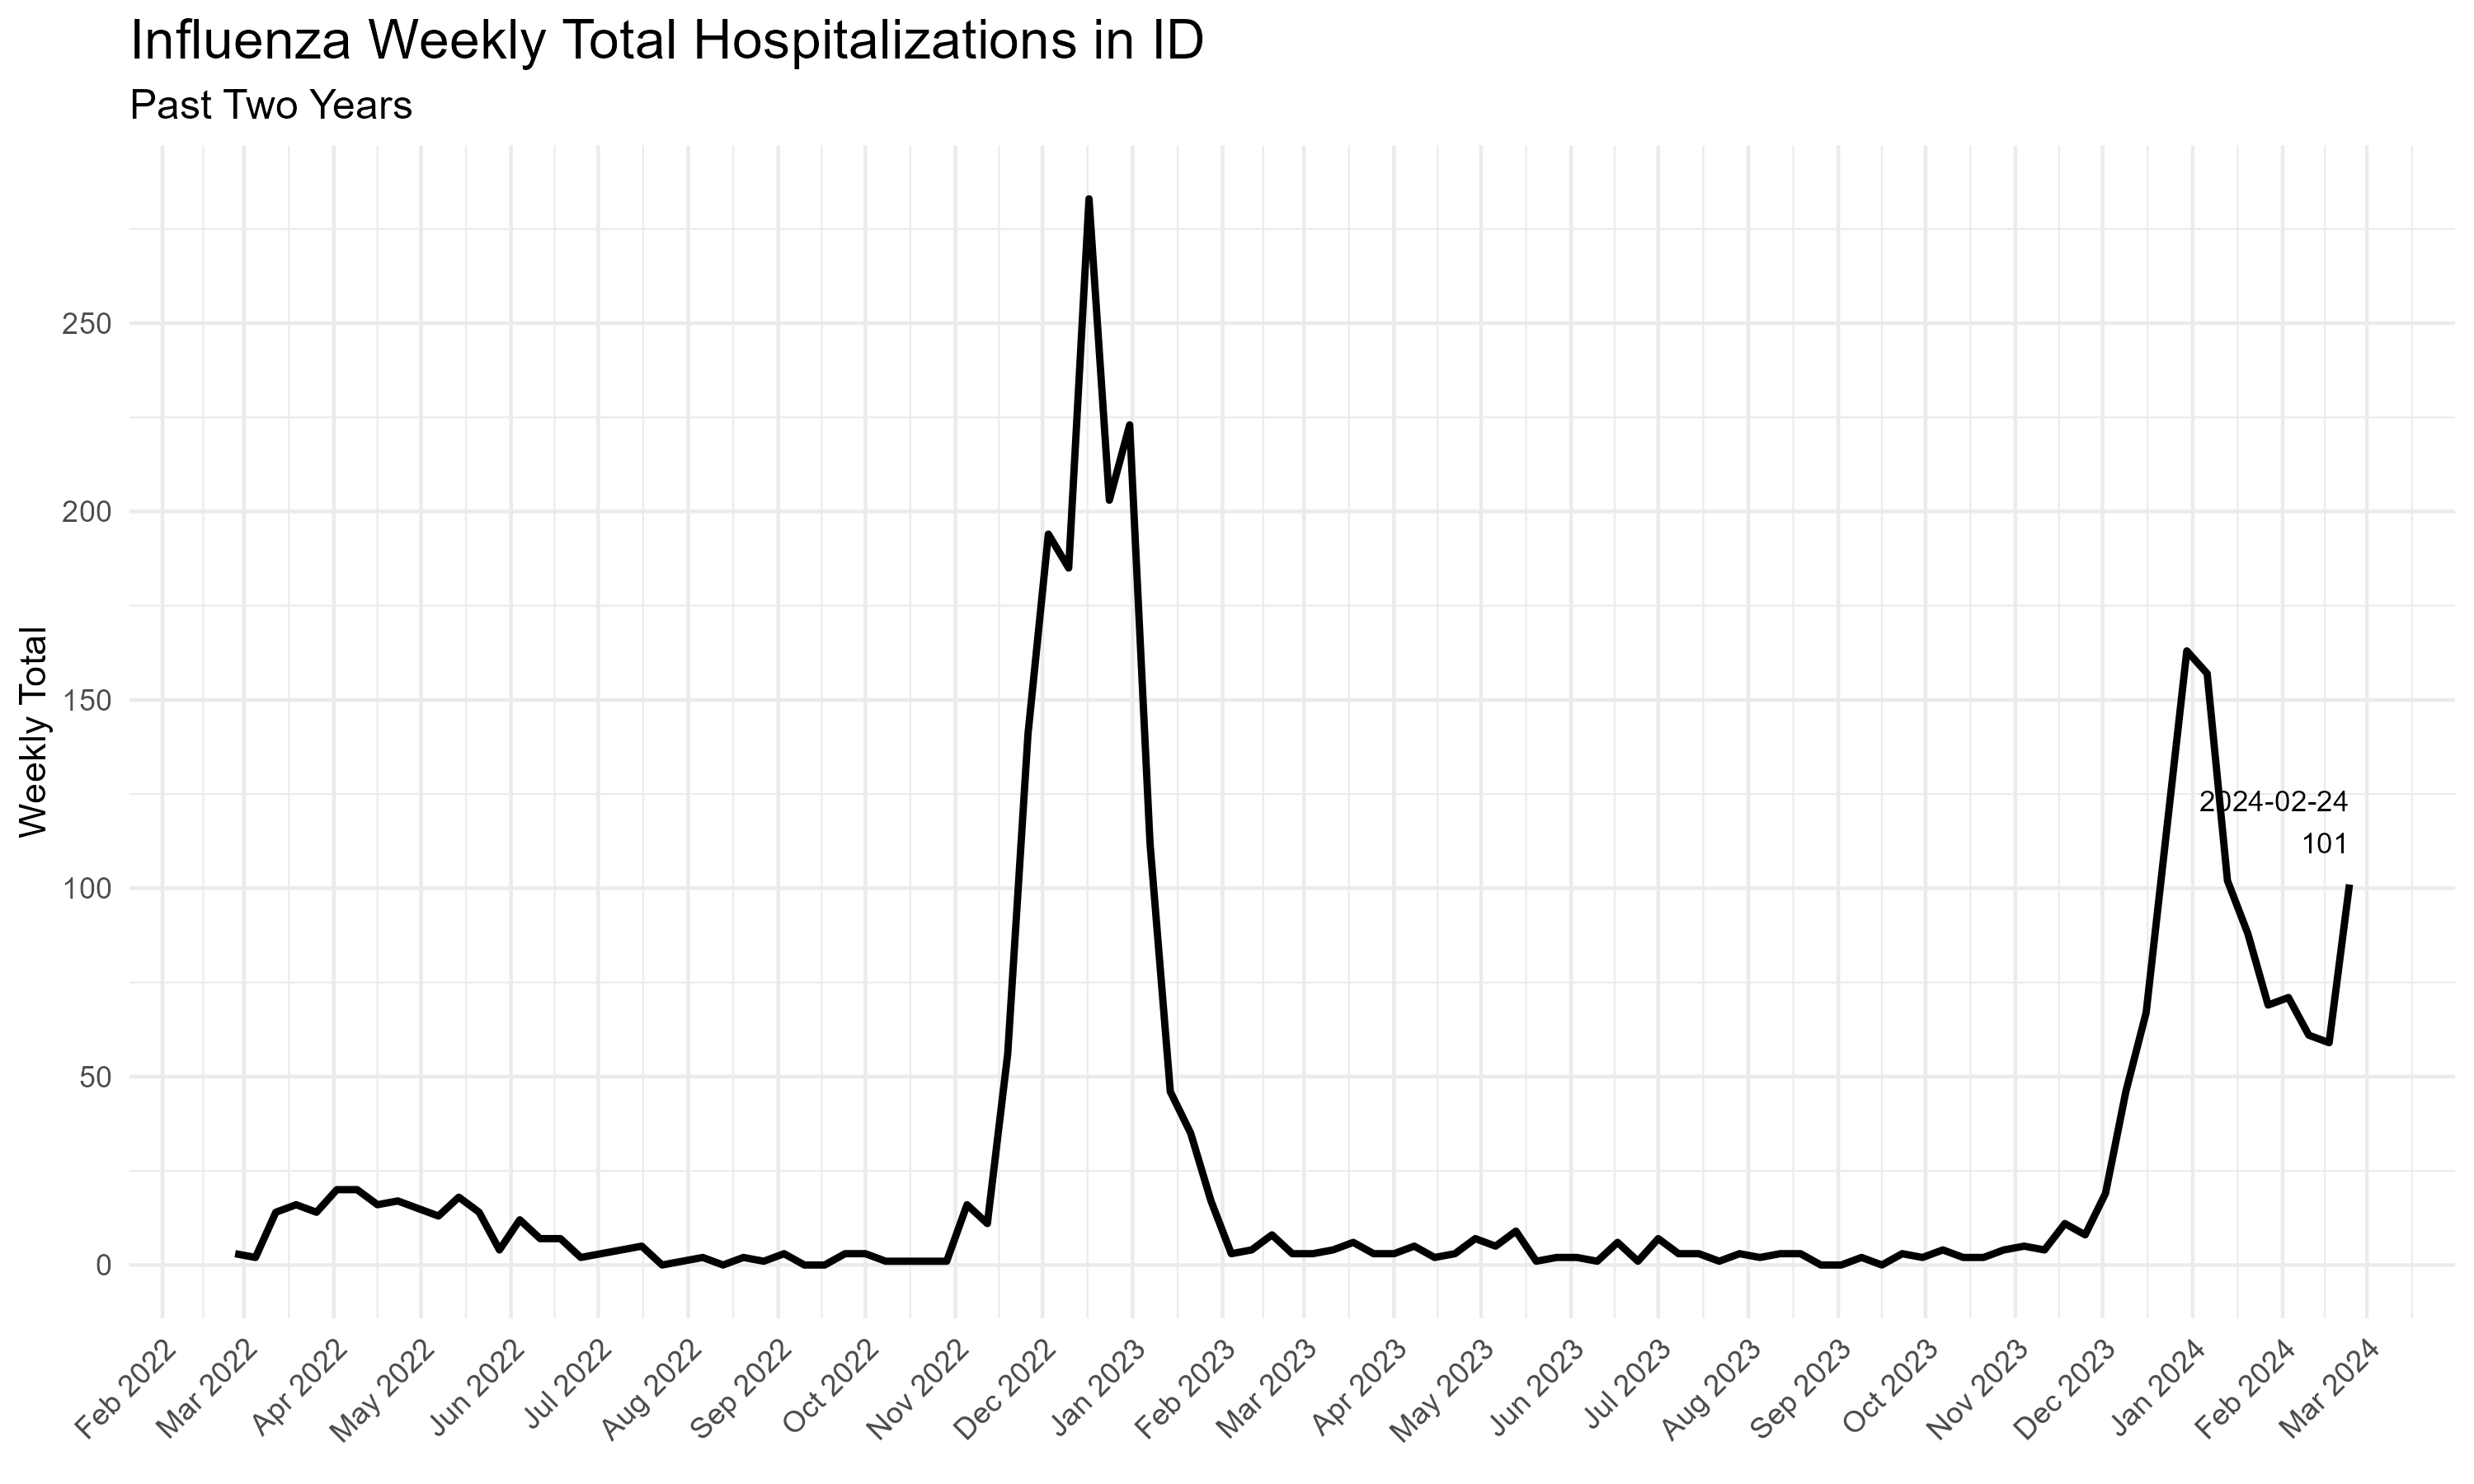 Influenza Weekly Total Hospitalizations in ID
Past Two Years
Weekly Total
250
200
150
100
50
0
2024-02-24
101
Feb 2022
Mar 2022
Apr 2022
May 2022
Jun 2022
Jul 2022
Aug 2022
Sep 2022
Oct 2022
Nov 2022
Dec 2022
Jan 2023
Feb 2023
Mar 2023
Apr 2023
May 2023
Jun 2023
Jul 2023
Aug 2023
Sep 2023
Oct 2023
Nov 2023
Dec 2023
Jan 2024
Feb 2024
Mar 2024